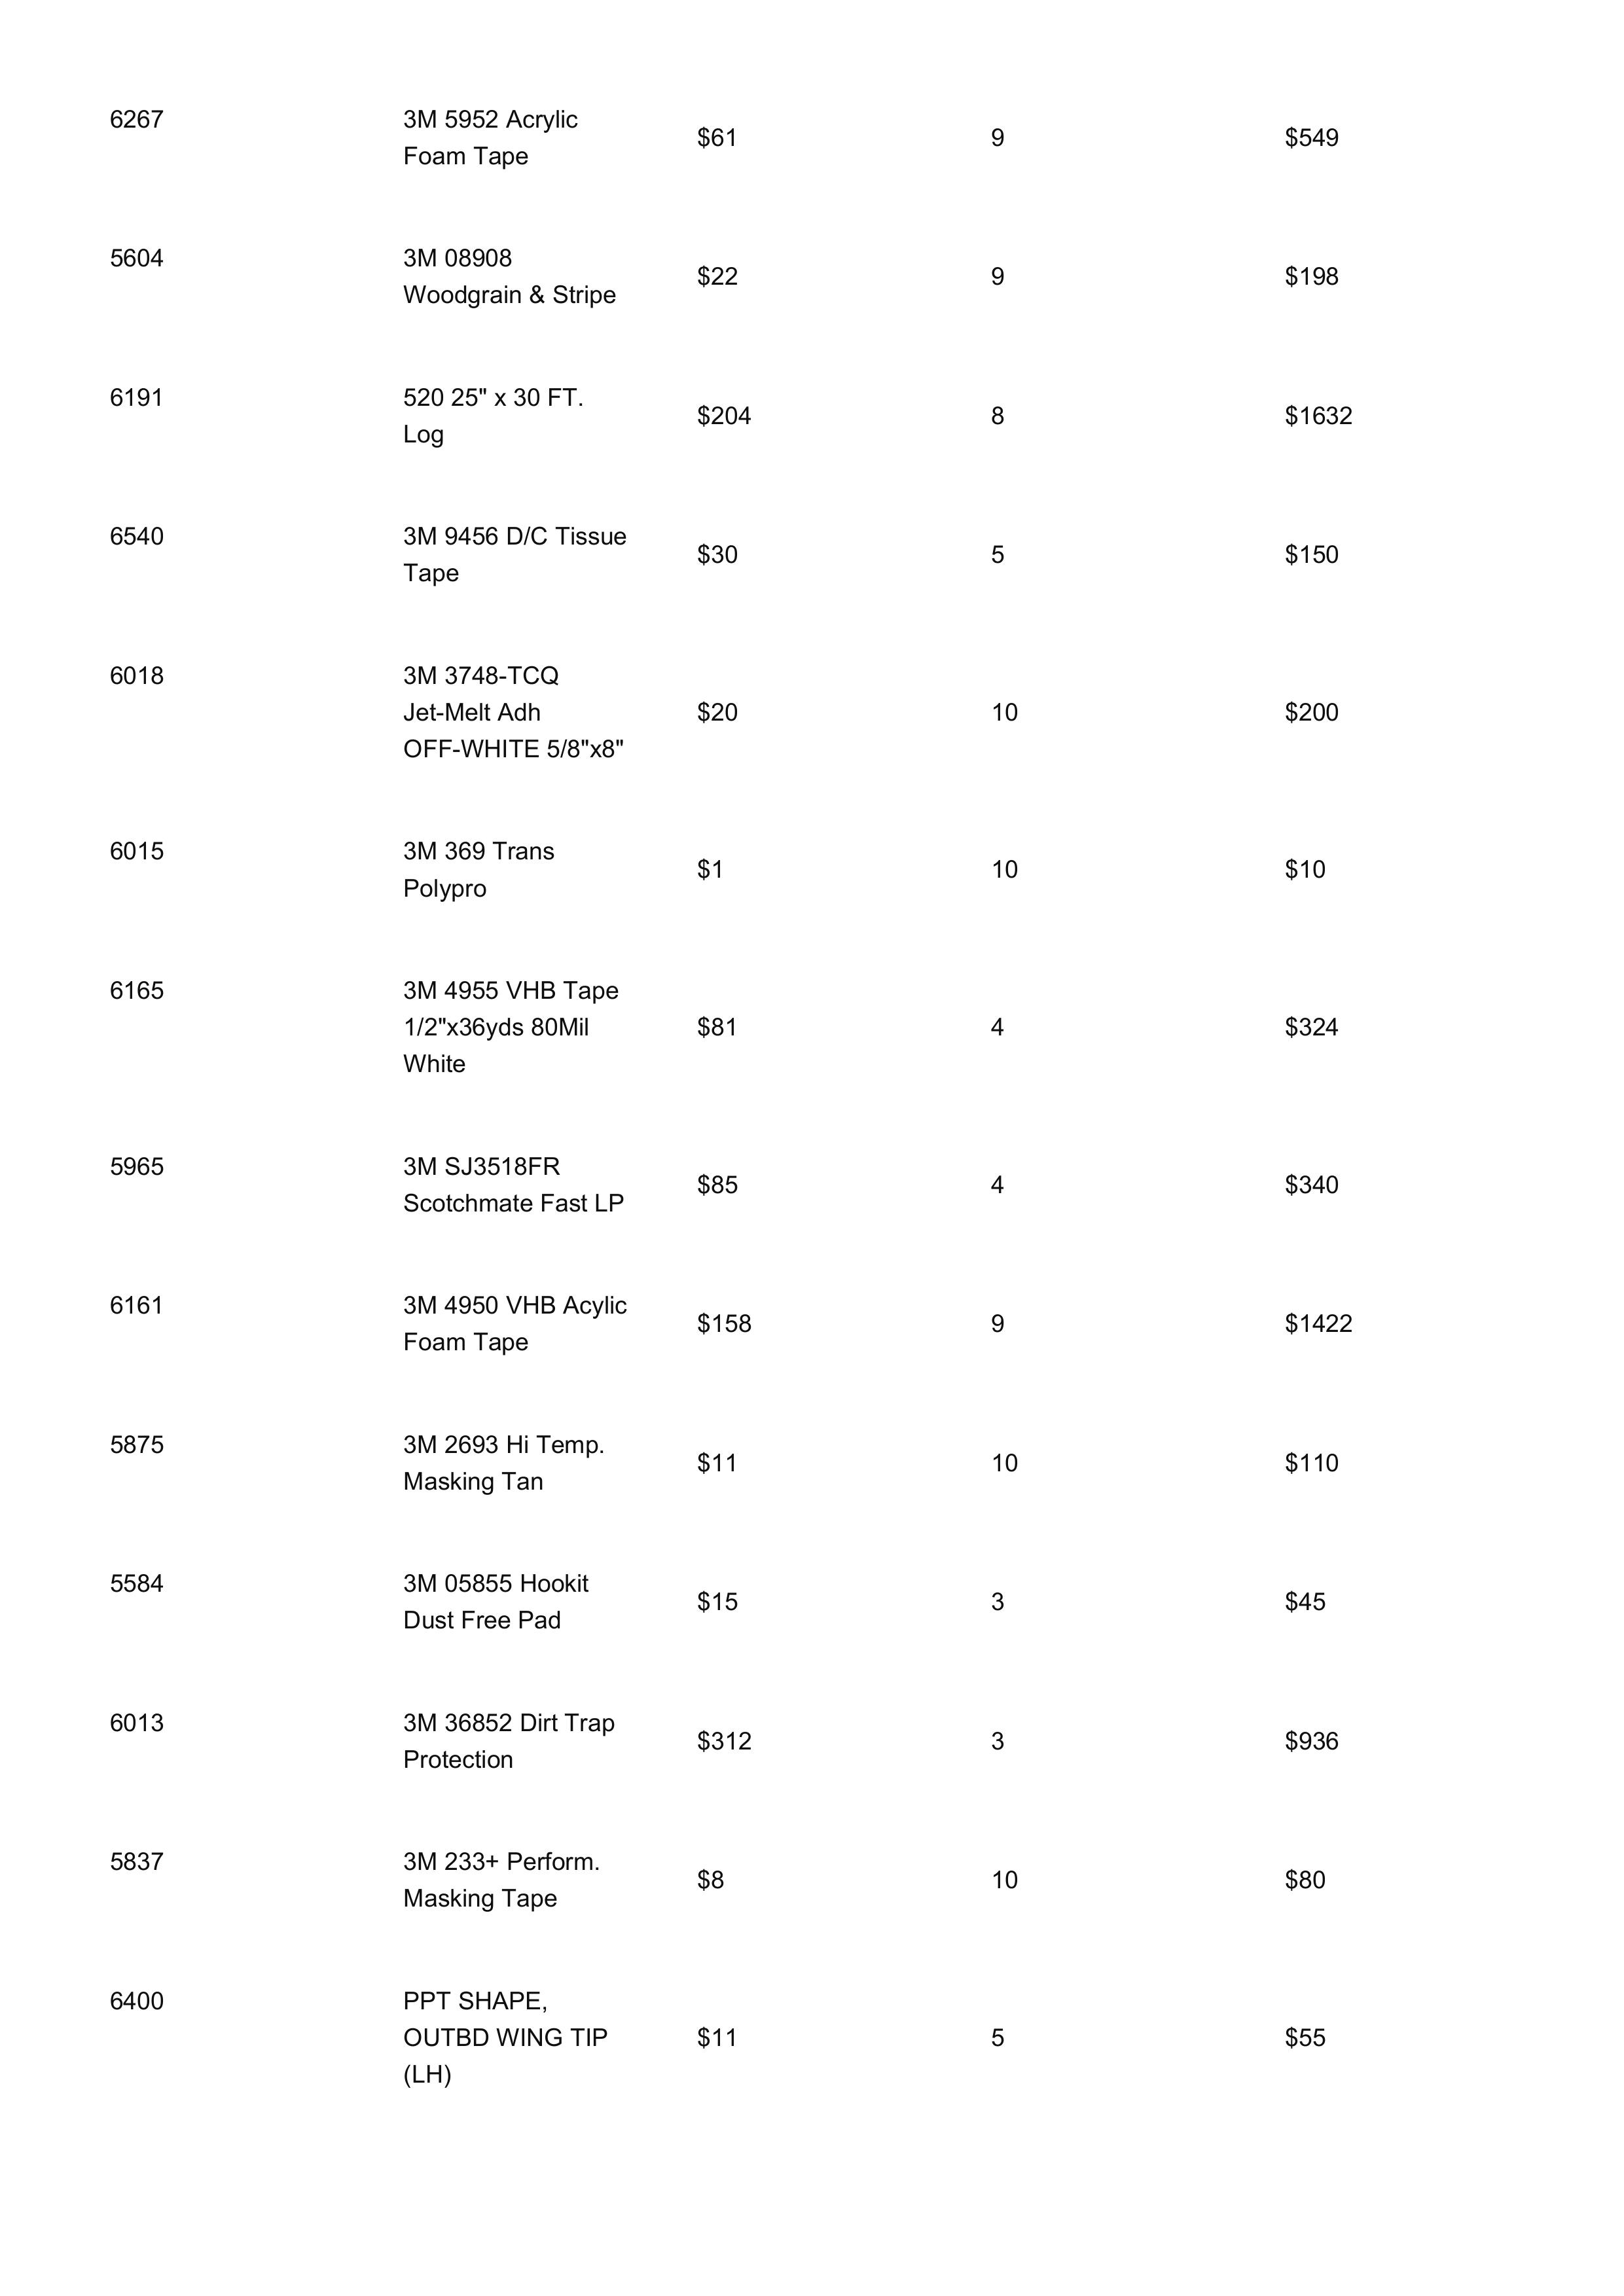 6267 3M 5952 Acrylic
Foam Tape $61 9 $549
5604 3M 08908
Woodgrain & Stripe $22 9 $198
6191 520 25" x 30 FT.
Log $204 8 $1632
6540 3M 9456 D/C Tissue
Tape $30 5 $150
6018 3M 3748-TCQ
Jet-Melt Adh $20 10 $200
OFF-WHITE 5/8"x8"
6015 3M 369 Trans
Polypro $1 10 $10
6165 3M 4955 VHB Tape
1/2"x36yds 80Mil $81 4 $324
White
5965 3M SJ3518FR
Scotchmate Fast LP $85 4 $340
6161 3M 4950 VHB Acylic
Foam Tape $158 9 $1422
5875 3M 2693 Hi Temp.
Masking Tan $11 10 $110
5584 3M 05855 Hookit
Dust Free Pad $15 3 $45
6013 3M 36852 Dirt Trap
Protection $312 3 $936
5837 3M 233+ Perform.
Masking Tape $8 10 $80
6400 PPT SHAPE,
OUTBD WING TIP $11 5 $55
(LH)